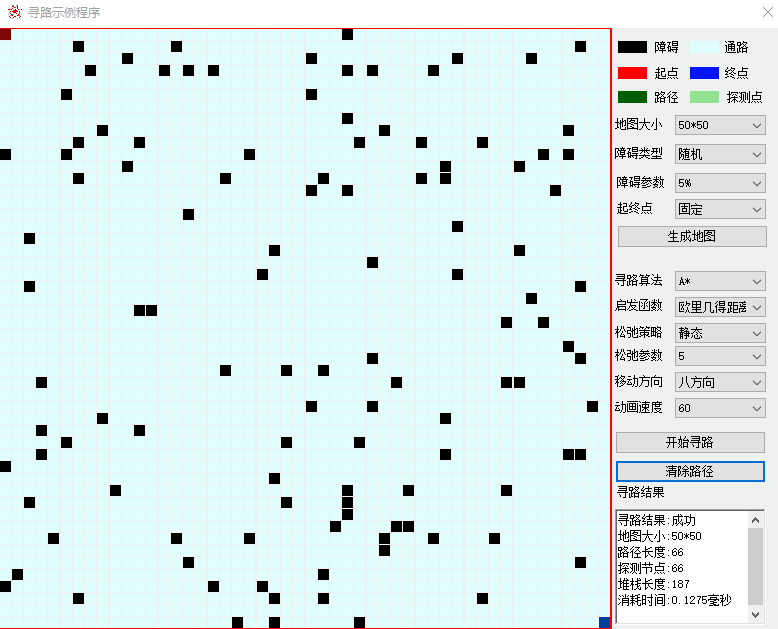 寻路示例程序
障碍 通路
起点 终点
路径 探测点
地图大小 50*50
障碍类型 随机
障碍参数 5%
起终点 固定
生成地图
寻路算法 A*
启发函数 欧里几得距离
松弛策略 静态
松弛参数 5
移动方向 八方向
动画速度 60
开始寻路
清除路径
寻路结果
寻路结果:成功
地图大小:50*50
路径长度:66
探测节点:66
堆栈长度:187
消耗时间:0.1275毫秒